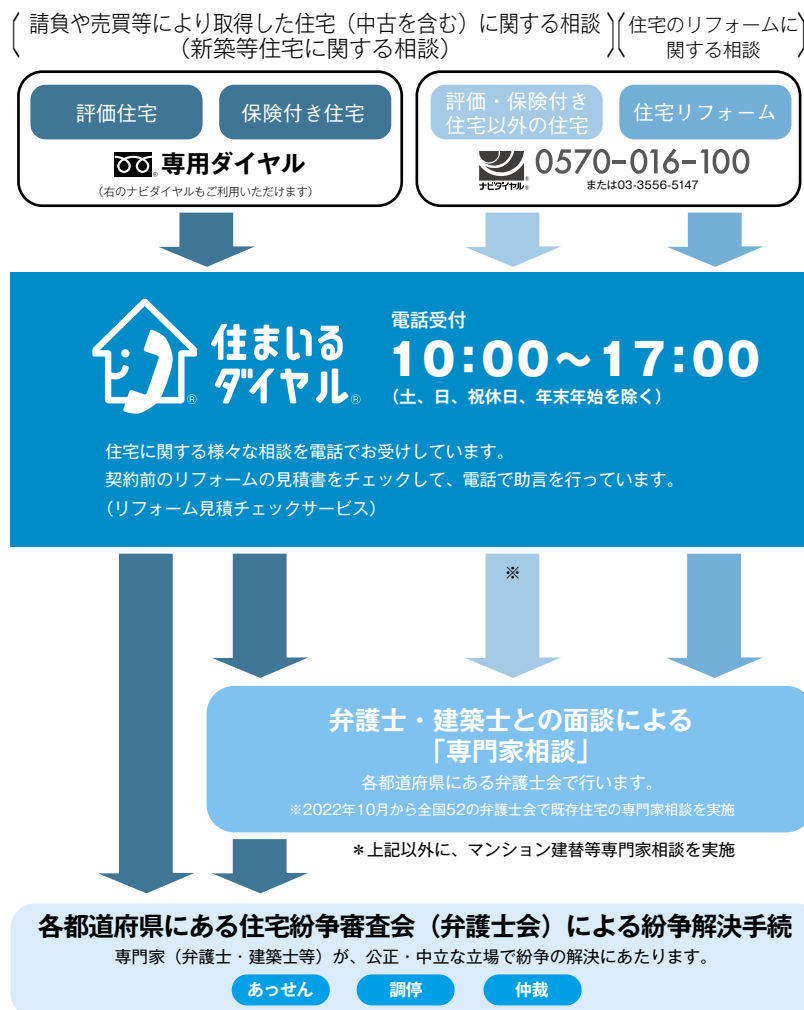 請負や売買等により取得した住宅（中古を含む）に関する相談
（新築等住宅に関する相談）
住宅のリフォームに
関する相談
評価住宅
保険付き住宅
専用ダイヤル
（右のナビダイヤルもご利用いただけます）
評価・保険付き
住宅以外の住宅
住宅リフォーム
ナビダイヤル®
0570-016-100
または03-3556-5147
住まいる
ダイヤル®
電話受付
10:00～17:00
（土、日、祝休日、年末年始を除く）
住宅に関する様々な相談を電話でお受けしています。
契約前のリフォームの見積書をチェックして、電話で助言を行っています。
（リフォーム見積チェックサービス）
※
弁護士・建築士との面談による
「専門家相談」
各都道府県にある弁護士会で行います。
※2022年10月から全国52の弁護士会で既存住宅の専門家相談を実施
＊上記以外に、マンション建替等専門家相談を実施
各都道府県にある住宅紛争審査会（弁護士会）による紛争解決手続
専門家（弁護士・建築士等）が、公正・中立な立場で紛争の解決にあたります。
あっせん
調停
仲裁